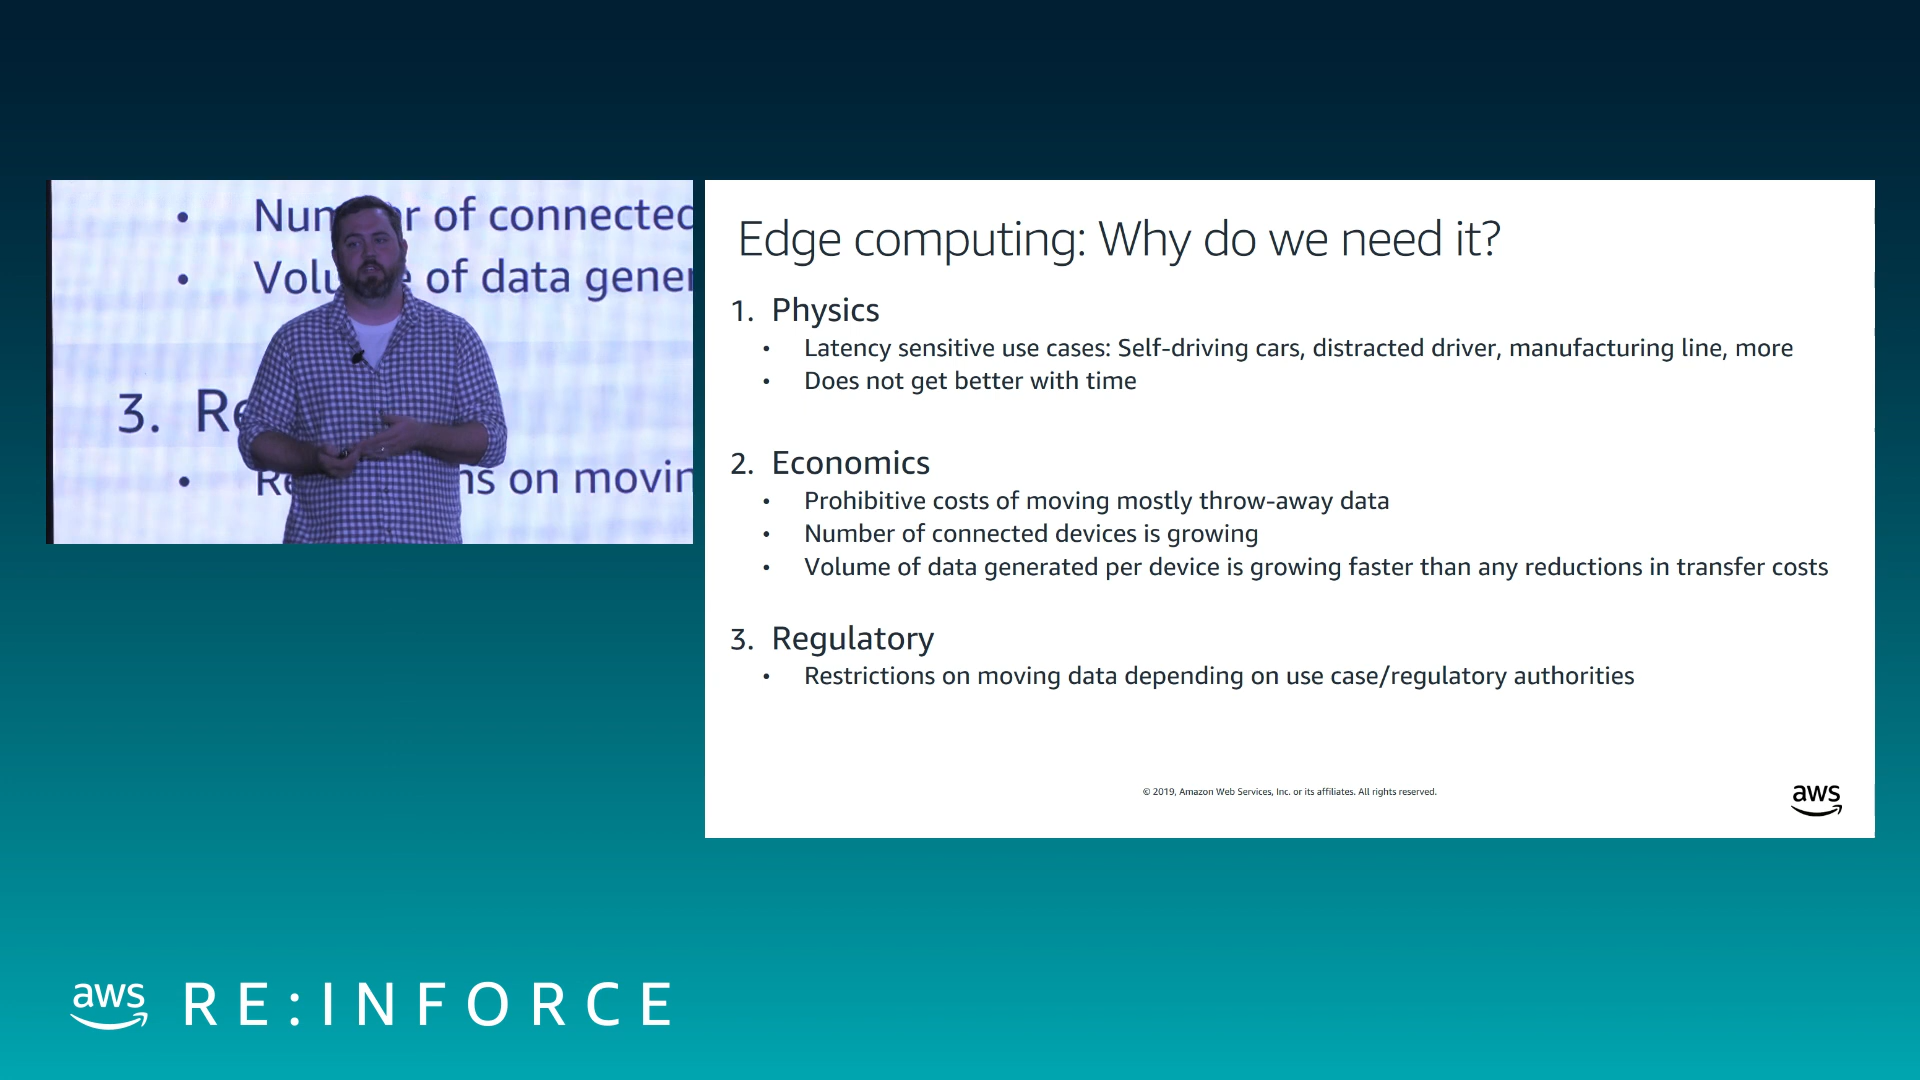 Number of connected
Volume of data gener
3. Re
Re ns on movin
Edge computing: Why do we need it?
1. Physics
• Latency sensitive use cases: Self-driving cars, distracted driver, manufacturing line, more
• Does not get better with time
2. Economics
• Prohibitive costs of moving mostly throw-away data
• Number of connected devices is growing
• Volume of data generated per device is growing faster than any reductions in transfer costs
3. Regulatory
• Restrictions on moving data depending on use case/regulatory authorities
© 2019, Amazon Web Services, Inc. or its affiliates. All rights reserved.
aws
aws RE:INFORCE